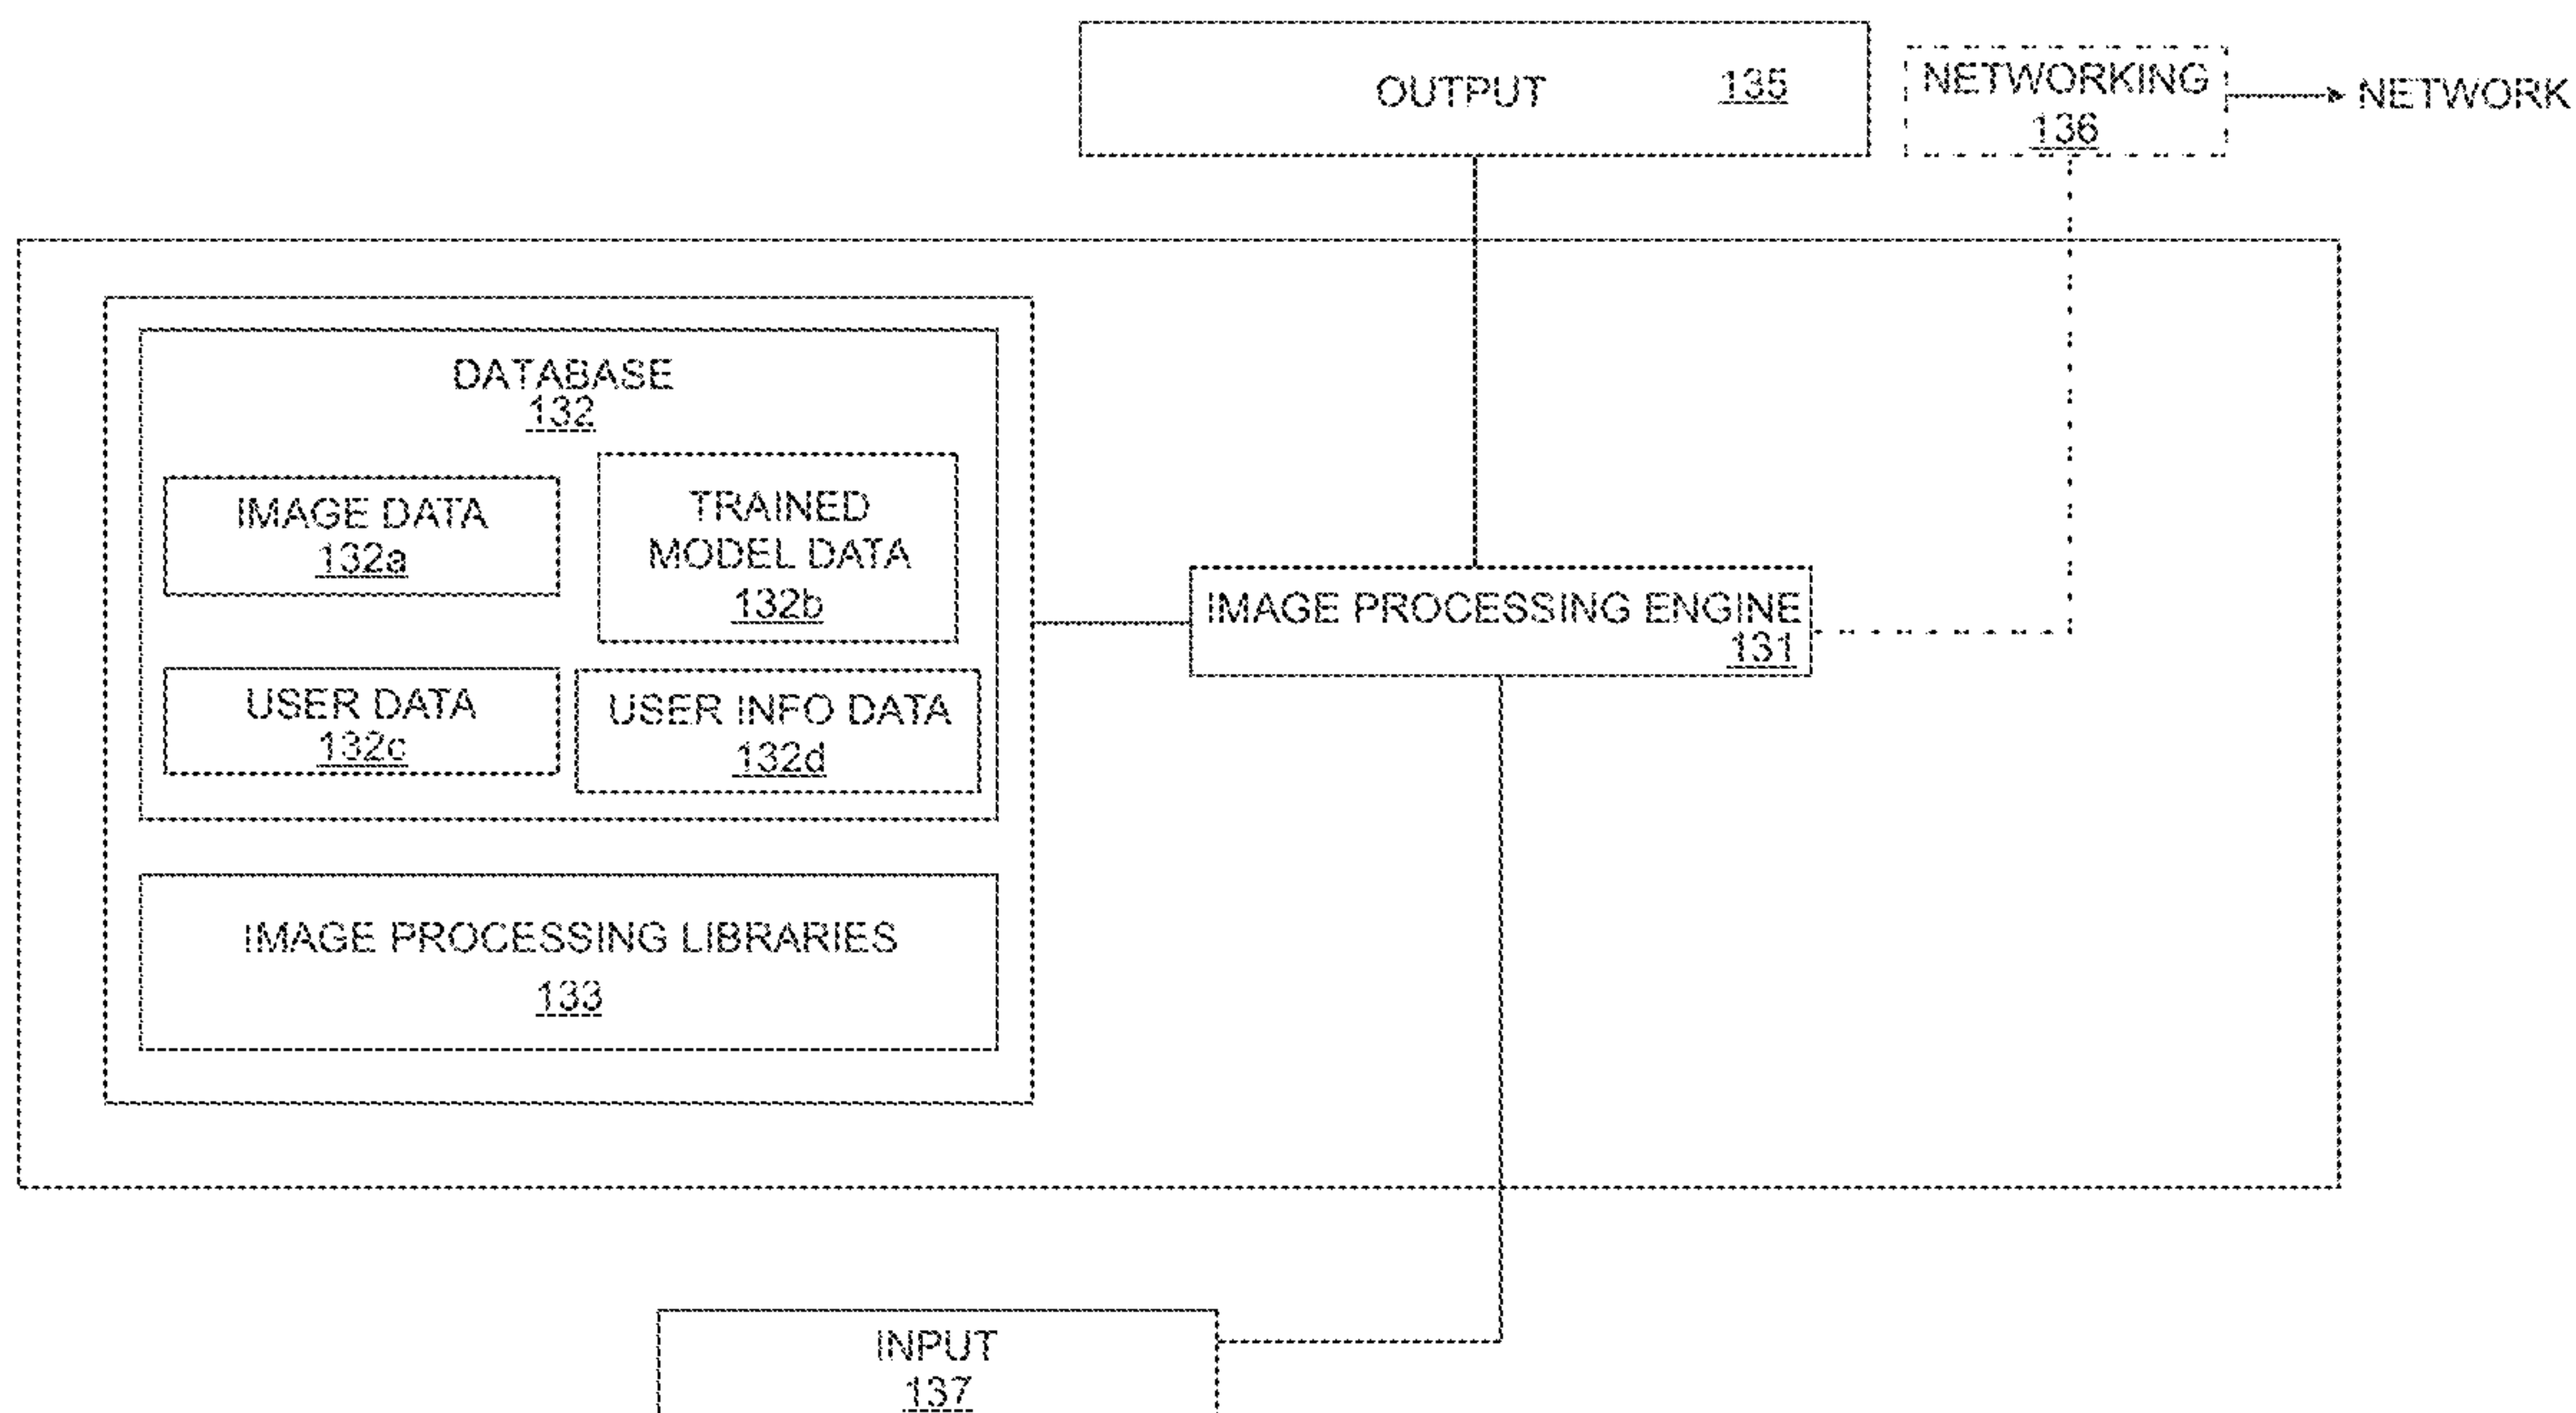 OUTPUT 135
NETWORKING
136
NETWORK
DATABASE
132
IMAGE DATA
132a
TRAINED
MODEL DATA
132b
USER DATA
132c
USER INFO DATA
132d
IMAGE PROCESSING LIBRARIES
133
IMAGE PROCESSING ENGINE
131
INPUT
137